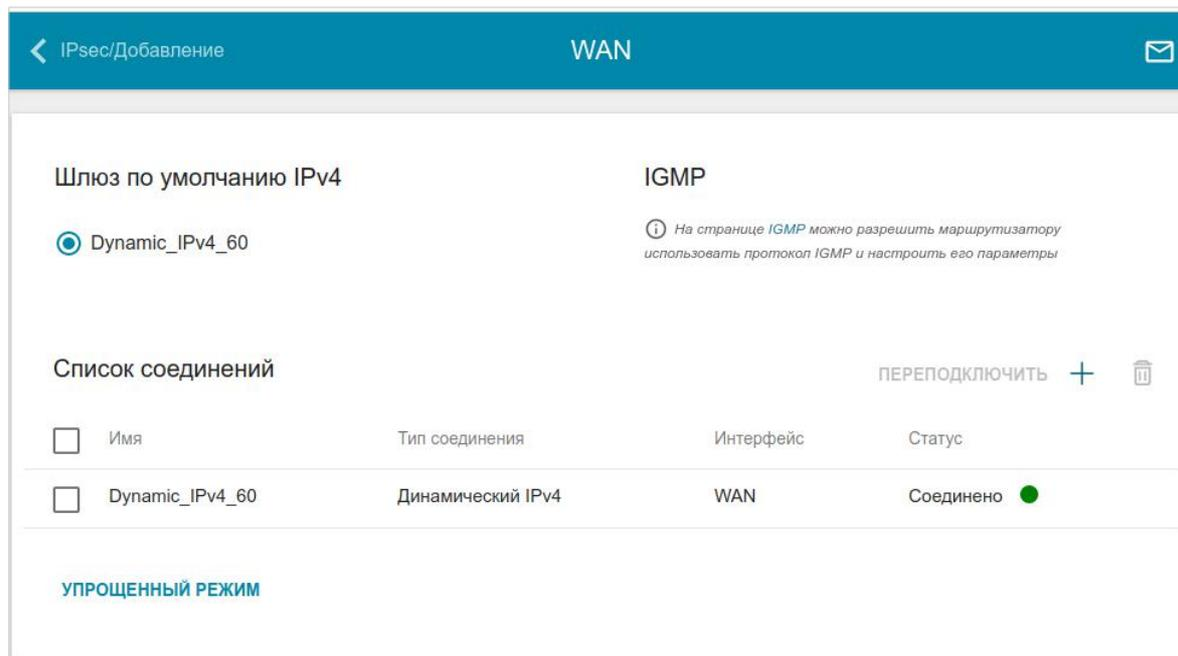 IPsec/Добавление
WAN
Шлюз по умолчанию IPv4
Dynamic_IPv4_60
IGMP
На странице IGMP можно разрешить маршрутизатору
использовать протокол IGMP и настроить его параметры
Список соединений
ПЕРЕПОДКЛЮЧИТЬ
Имя Тип соединения Интерфейс Статус
Dynamic_IPv4_60 Динамический IPv4 WAN Соединено
УПРОЩЕННЫЙ РЕЖИМ